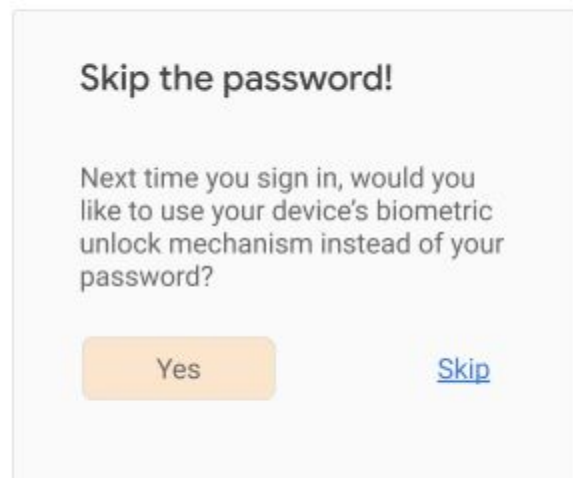 Skip the password!
Next time you sign in, would you
like to use your device's biometric
unlock mechanism instead of your
password?
Yes
Skip